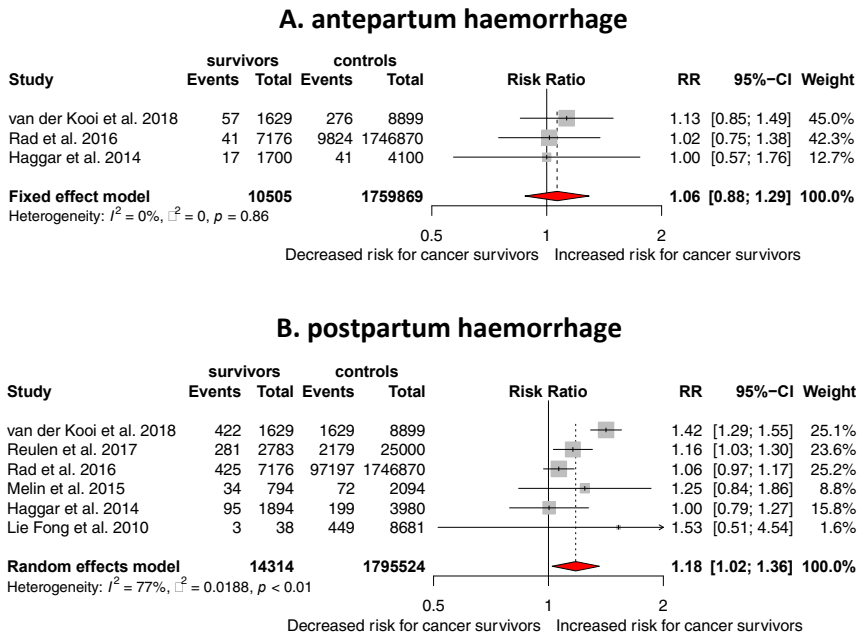 A. antepartum haemorrhage
survivors controls
Study Events Total Events Total Risk Ratio RR 95%−CI Weight
van der Kooi et al. 2018 57 1629 276 8899 1.13 [0.85; 1.49] 45.0%
Rad et al. 2016 41 7176 9824 1746870 1.02 [0.75; 1.38] 42.3%
Haggar et al. 2014 17 1700 41 4100 1.00 [0.57; 1.76] 12.7%
Fixed effect model 10505 1759869 1.06 [0.88; 1.29] 100.0%
Heterogeneity: I² = 0%, □² = 0, p = 0.86
0.5 1 2
Decreased risk for cancer survivors Increased risk for cancer survivors
B. postpartum haemorrhage
survivors controls
Study Events Total Events Total Risk Ratio RR 95%−CI Weight
van der Kooi et al. 2018 422 1629 1629 8899 1.42 [1.29; 1.55] 25.1%
Reulen et al. 2017 281 2783 2179 25000 1.16 [1.03; 1.30] 23.6%
Rad et al. 2016 425 7176 97197 1746870 1.06 [0.97; 1.17] 25.2%
Melin et al. 2015 34 794 72 2094 1.25 [0.84; 1.86] 8.8%
Haggar et al. 2014 95 1894 199 3980 1.00 [0.79; 1.27] 15.8%
Lie Fong et al. 2010 3 38 449 8681 1.53 [0.51; 4.54] 1.6%
Random effects model 14314 1795524 1.18 [1.02; 1.36] 100.0%
Heterogeneity: I² = 77%, □² = 0.0188, p < 0.01
0.5 1 2
Decreased risk for cancer survivors Increased risk for cancer survivors